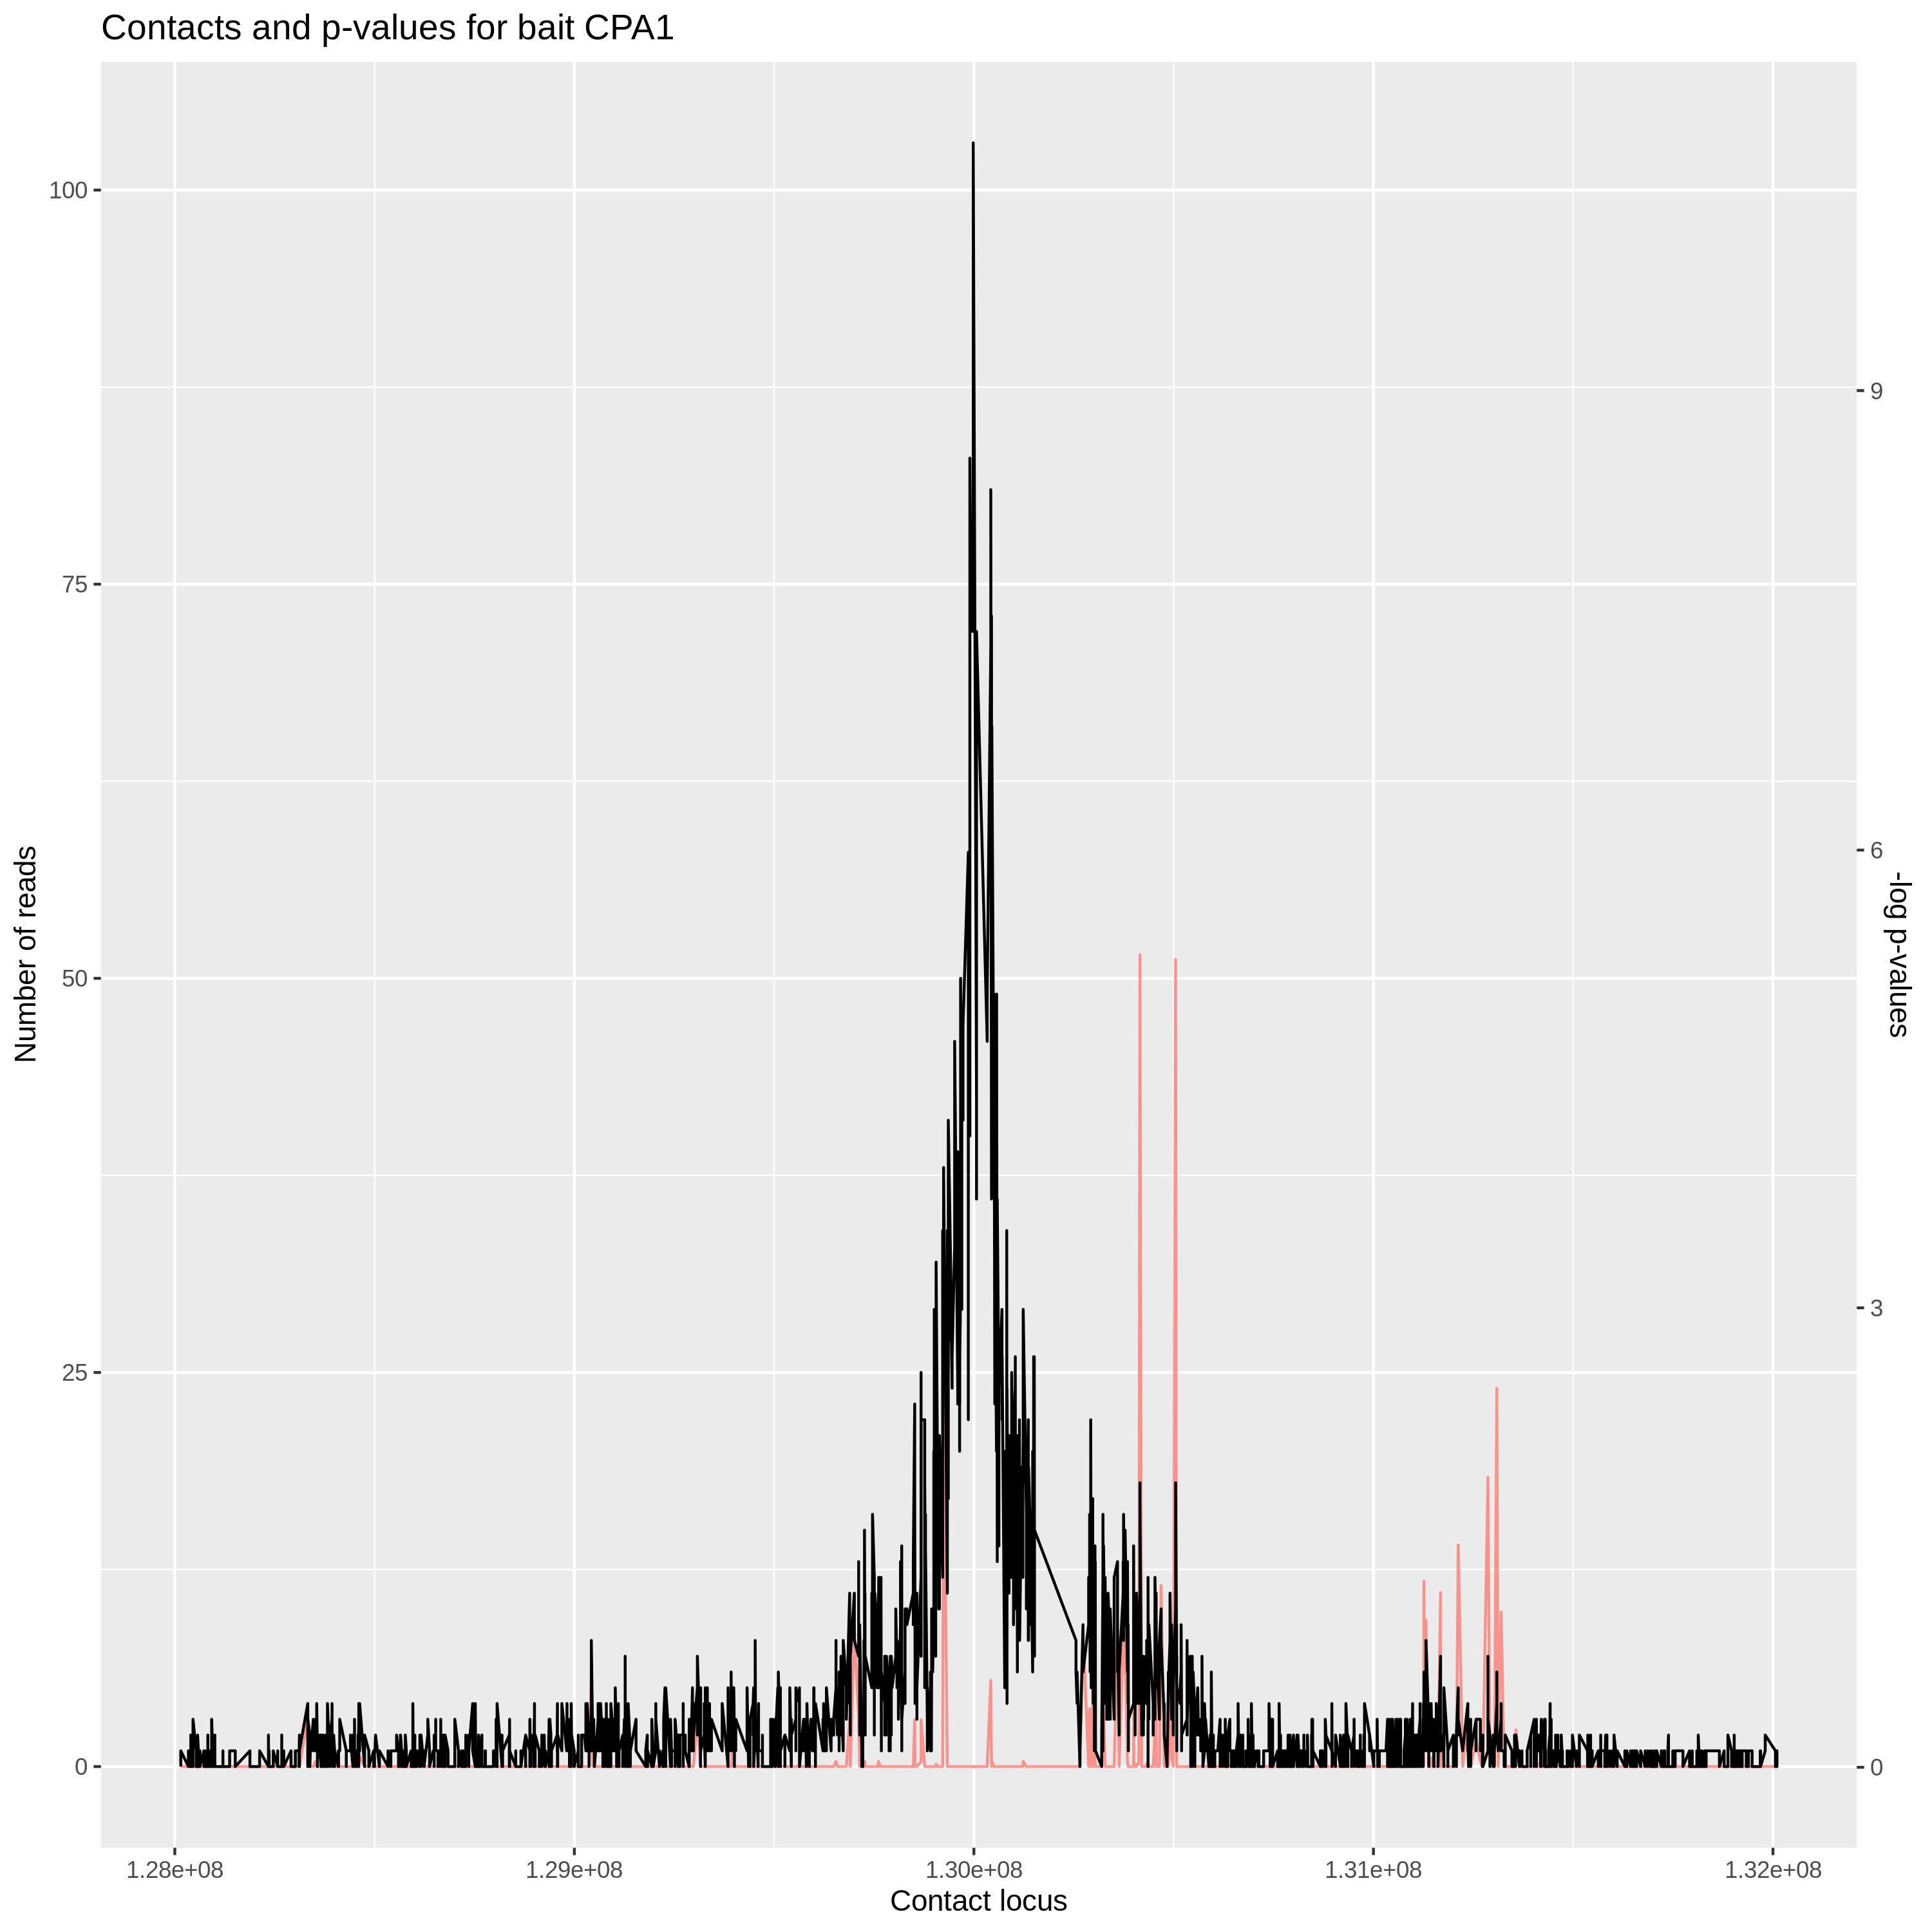 Contacts and p-values for bait CPA1
100
75
50
25
0
Number of reads
9
6
3
0
-log p-values
1.28e+08
1.29e+08
1.30e+08
1.31e+08
1.32e+08
Contact locus